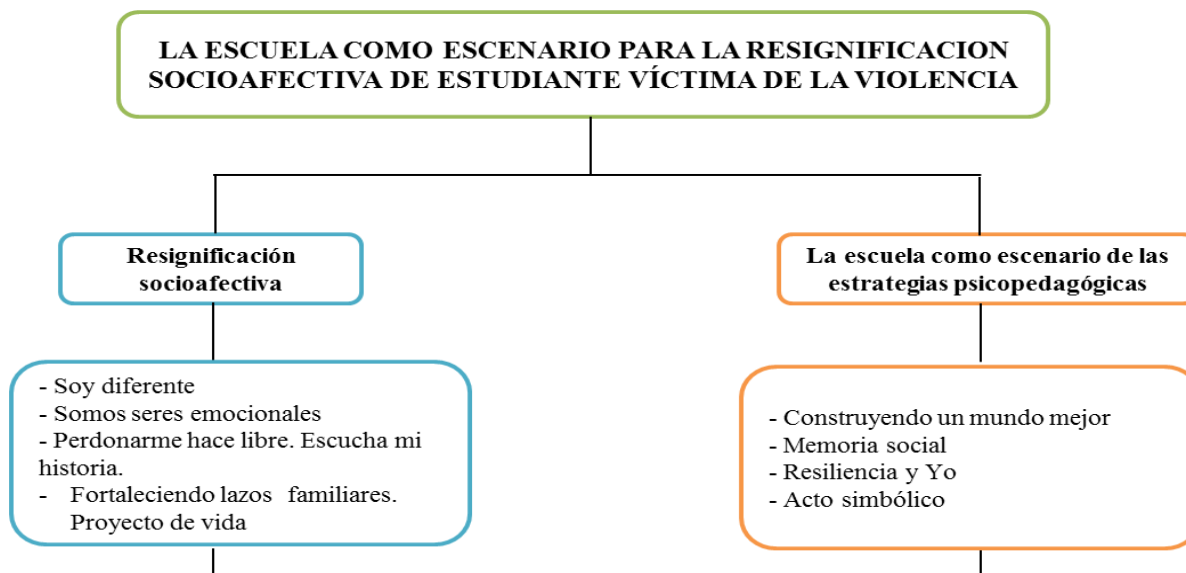 LA ESCUELA COMO ESCENARIO PARA LA RESIGNIFICACION
SOCIOAFECTIVA DE ESTUDIANTE VÍCTIMA DE LA VIOLENCIA
Resignificación
socioafectiva
La escuela como escenario de las
estrategias psicopedagógicas
- Soy diferente
- Somos seres emocionales
- Perdonarme hace libre. Escucha mi
historia.
- Fortaleciendo lazos familiares.
Proyecto de vida
- Construyendo un mundo mejor
- Memoria social
- Resiliencia y Yo
- Acto simbólico